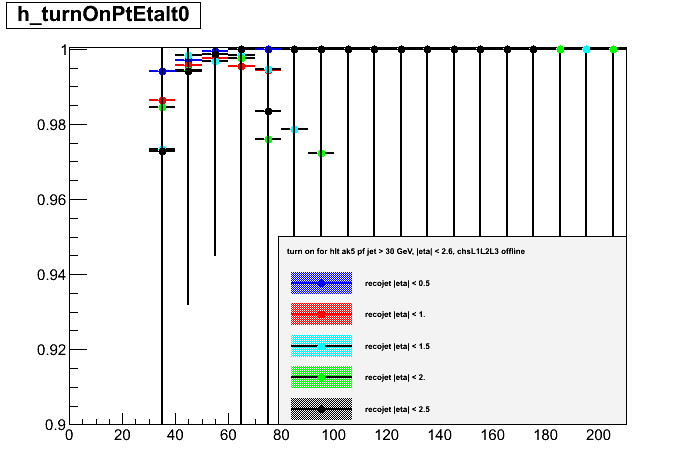 h_turnOnPtEtalt0
1
0.98
0.96
0.94
0.92
0.9
turn on for hlt ak5 pf jet > 30 GeV, |eta| < 2.6, chsL1L2L3 offline
recojet |eta| < 0.5
recojet |eta| < 1.
recojet |eta| < 1.5
recojet |eta| < 2.
recojet |eta| < 2.5
0 20 40 60 80 100 120 140 160 180 200